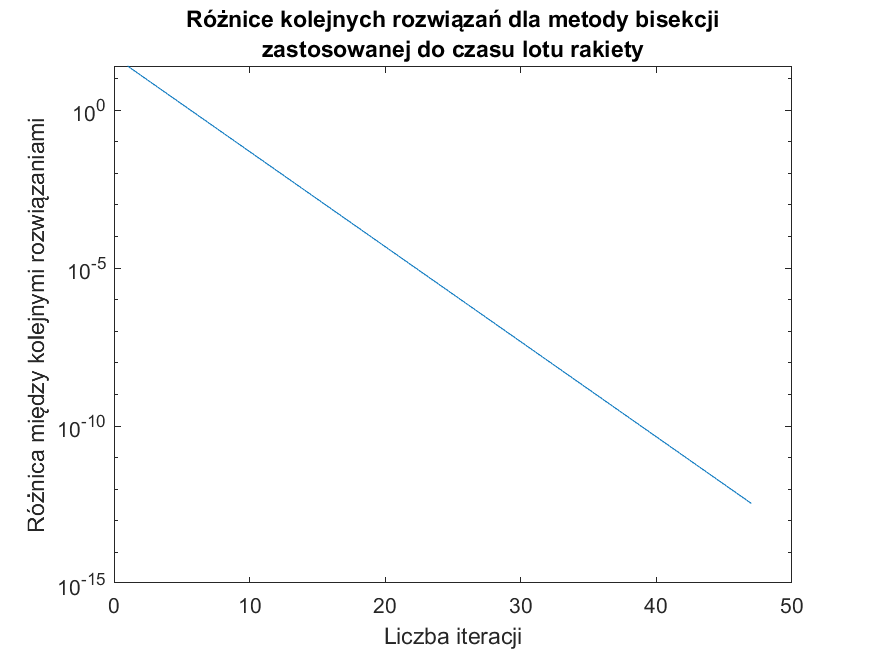 Różnice kolejnych rozwiązań dla metody bisekcji
zastosowanej do czasu lotu rakiety
Różnica między kolejnymi rozwiązaniami
10^0
10^-5
10^-10
10^-15
0 10 20 30 40 50
Liczba iteracji